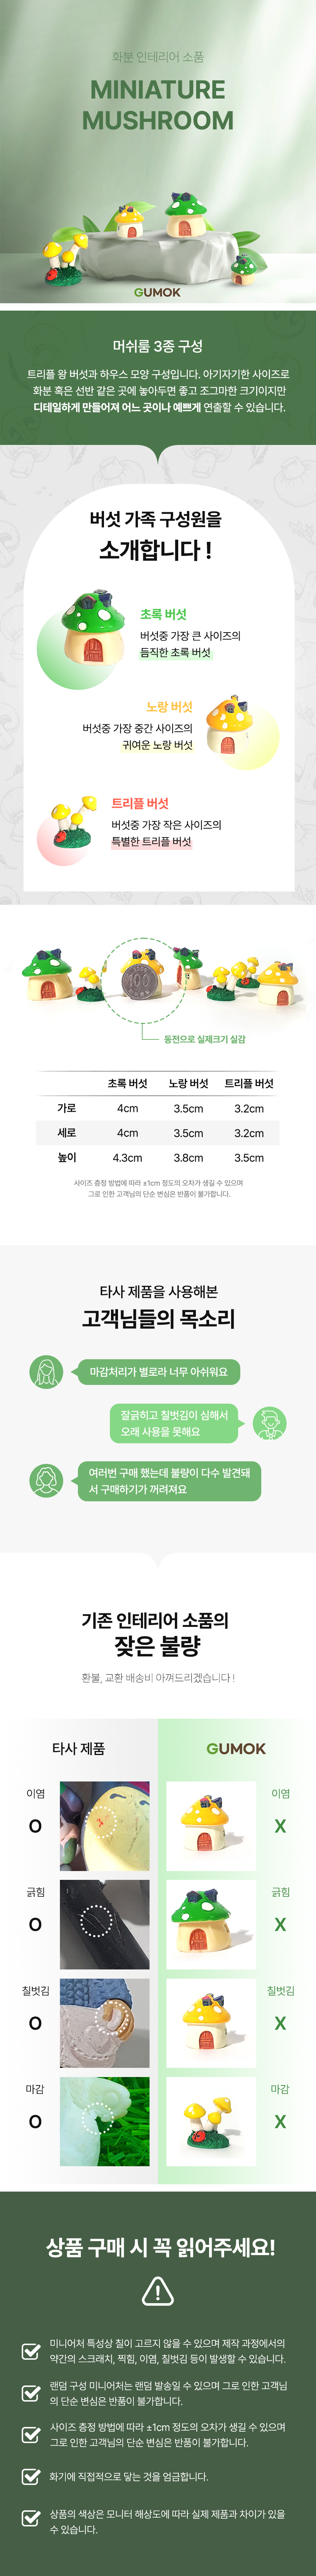 화분 인테리어 소품
MINIATURE
MUSHROOM
GUMOK
머쉬룸 3종 구성
트리플 왕 버섯과 하우스 모양 구성입니다. 아기자기한 사이즈로
화분 혹은 선반 같은 곳에 놓아두면 좋고 조그마한 크기이지만
디테일하게 만들어져 어느 곳이나 예쁘게 연출할 수 있습니다.
버섯 가족 구성원을
소개합니다 !
초록 버섯
버섯중 가장 큰 사이즈의
듬직한 초록 버섯
노랑 버섯
버섯중 가장 중간 사이즈의
귀여운 노랑 버섯
트리플 버섯
버섯중 가장 작은 사이즈의
특별한 트리플 버섯
100
동전으로 실제크기 실감
초록 버섯 노랑 버섯 트리플 버섯
가로 4cm 3.5cm 3.2cm
세로 4cm 3.5cm 3.2cm
높이 4.3cm 3.8cm 3.5cm
사이즈 측정 방법에 따라 ±1cm 정도의 오차가 생길 수 있으며
그로 인한 고객님의 단순 변심은 반품이 불가합니다.
타사 제품을 사용해본
고객님들의 목소리
마감처리가 별로라 너무 아쉬워요
잘긁히고 칠벗김이 심해서
오래 사용을 못해요
여러번 구매 했는데 불량이 다수 발견돼
서 구매하기가 꺼려져요
기존 인테리어 소품의
잦은 불량
환불, 교환 배송비 아껴드리겠습니다 !
타사 제품 GUMOK
이염 이염
O X
긁힘 긁힘
O X
칠벗김 칠벗김
O X
마감 마감
O X
상품 구매 시 꼭 읽어주세요!
미니어처 특성상 칠이 고르지 않을 수 있으며 제작 과정에서의
약간의 스크래치, 찍힘, 이염, 칠벗김 등이 발생할 수 있습니다.
랜덤 구성 미니어처는 랜덤 발송일 수 있으며 그로 인한 고객님
의 단순 변심은 반품이 불가합니다.
사이즈 측정 방법에 따라 ±1cm 정도의 오차가 생길 수 있으며
그로 인한 고객님의 단순 변심은 반품이 불가합니다.
화기에 직접적으로 닿는 것을 엄금합니다.
상품의 색상은 모니터 해상도에 따라 실제 제품과 차이가 있을
수 있습니다.